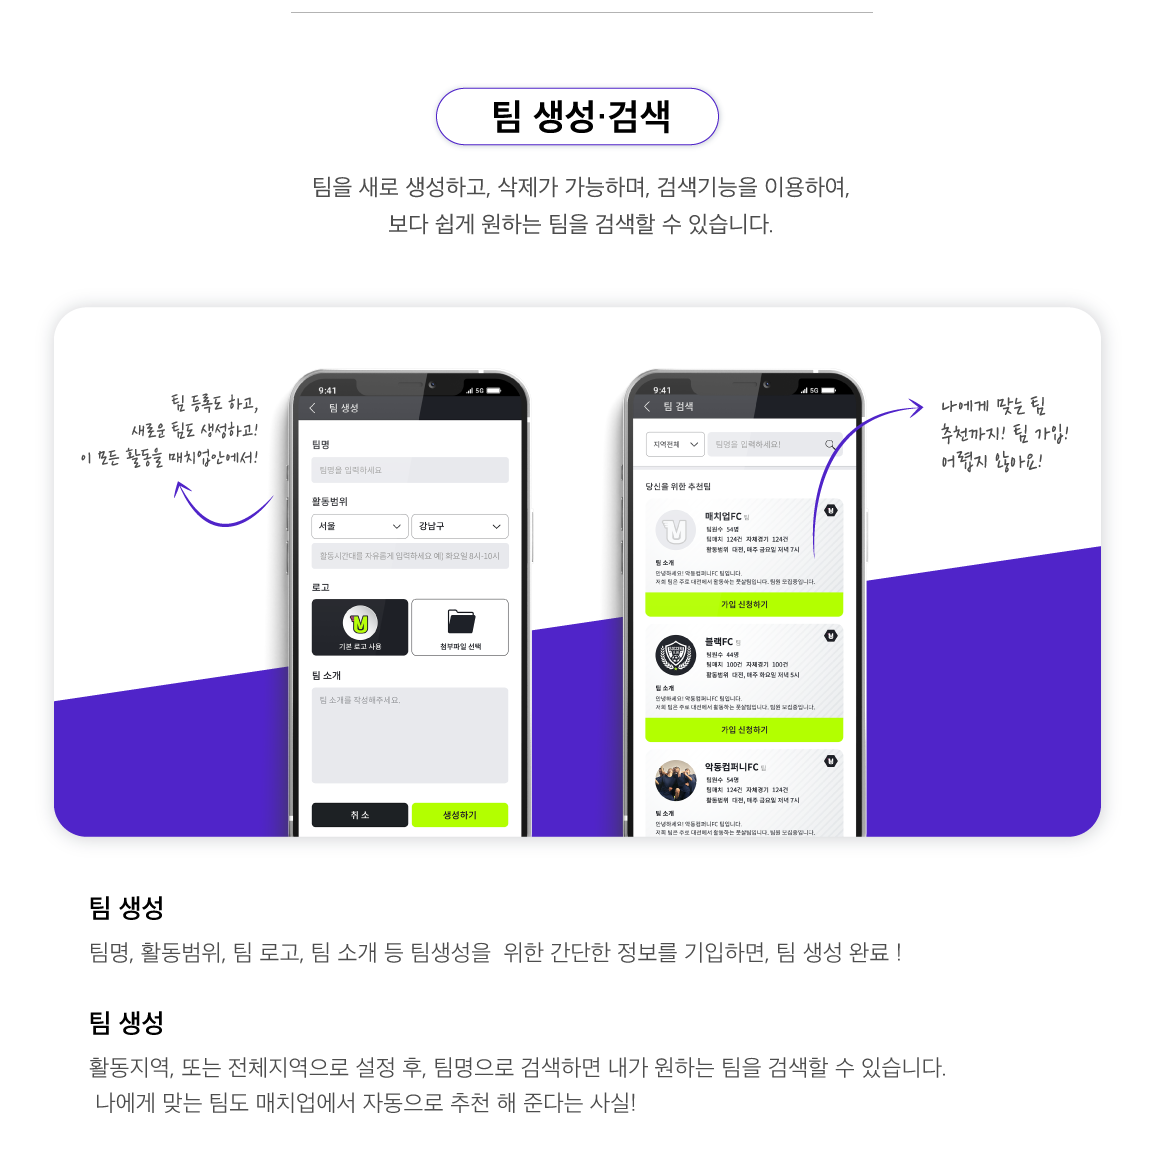 팀 생성·검색
팀을 새로 생성하고, 삭제가 가능하며, 검색기능을 이용하여,
보다 쉽게 원하는 팀을 검색할 수 있습니다.
팀 등록도 하고,
새로운 팀도 생성하고!
이 모든 활동을 매치업안에서!
9:41
5G
팀 생성
팀명
팀명을 입력하세요
활동범위
서울
강남구
활동시간대를 자유롭게 입력하세요 예) 화요일 8시-10시
로고
기본 로고 사용
첨부파일 선택
팀 소개
팀 소개를 작성해주세요.
취 소
생성하기
9:41
5G
팀 검색
지역전체
팀명을 입력하세요!
당신을 위한 추천팀
매치업FC 팀
팀원수 54명
팀매치 124건 자체경기 124건
활동범위 대전, 매주 금요일 저녁 7시
팀 소개
안녕하세요! 악동컴퍼니FC 팀입니다.
저희 팀은 주로 대전에서 활동하는 풋살팀입니다. 팀원 모집중입니다.
가입 신청하기
블랙FC 팀
팀원수 44명
팀매치 100건 자체경기 100건
활동범위 대전, 매주 화요일 저녁 5시
팀 소개
안녕하세요! 악동컴퍼니FC 팀입니다.
저희 팀은 주로 대전에서 활동하는 풋살팀입니다. 팀원 모집중입니다.
가입 신청하기
악동컴퍼니FC 팀
팀원수 54명
팀매치 124건 자체경기 124건
활동범위 대전, 매주 금요일 저녁 7시
팀 소개
안녕하세요! 악동컴퍼니FC 팀입니다.
저희 팀은 주로 대전에서 활동하는 풋살팀입니다. 팀원 모집중입니다.
나에게 맞는 팀
추천까지! 팀 가입!
어렵지 않아요!
팀 생성
팀명, 활동범위, 팀 로고, 팀 소개 등 팀생성을 위한 간단한 정보를 기입하면, 팀 생성 완료 !
팀 생성
활동지역, 또는 전체지역으로 설정 후, 팀명으로 검색하면 내가 원하는 팀을 검색할 수 있습니다.
나에게 맞는 팀도 매치업에서 자동으로 추천 해 준다는 사실!